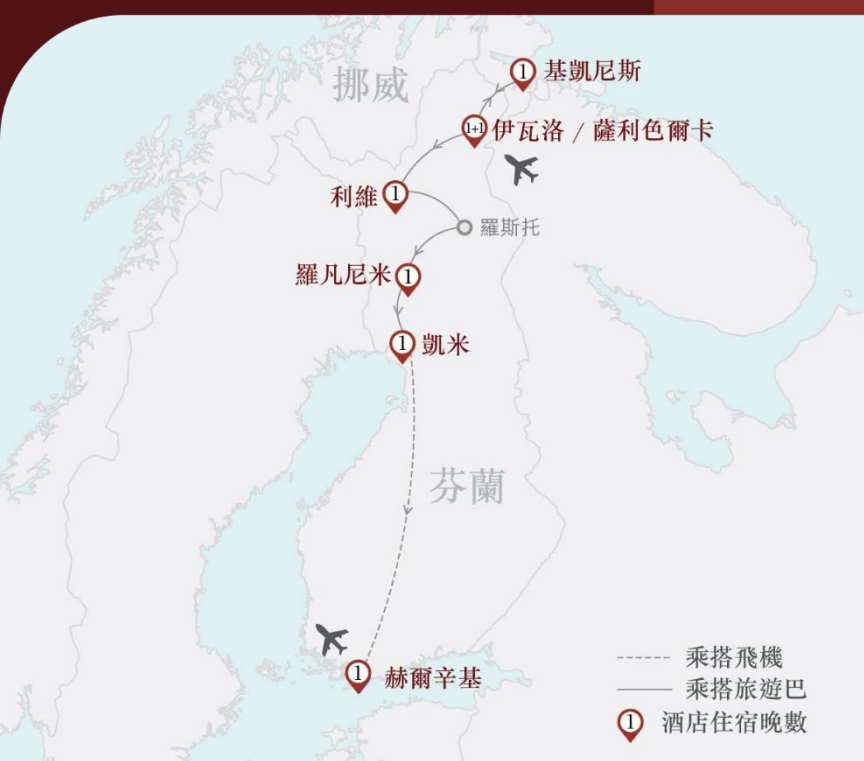 挪威
1 基凱尼斯
1+1 伊瓦洛 / 薩利色爾卡
利維 1
羅斯托
羅凡尼米 1
1 凱米
芬蘭
1 赫爾辛基
乘搭飛機
乘搭旅遊巴
1 酒店住宿晚數